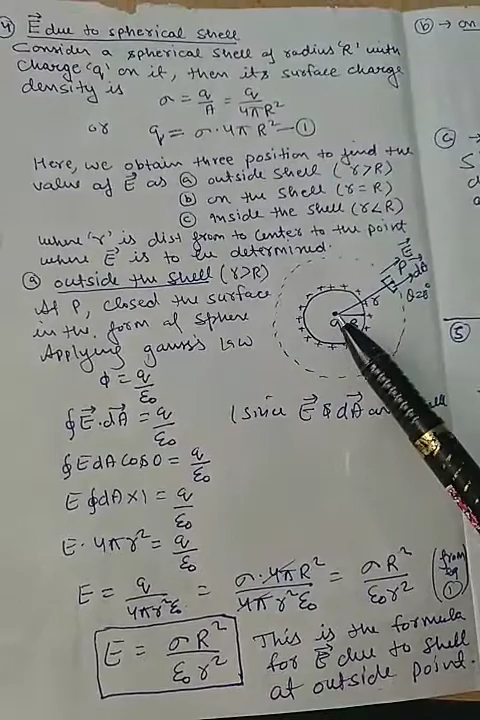 ④ E⃗ due to spherical shell
Consider a spherical shell of radius 'R' with
charge 'q' on it, then its surface charge
density is
σ = q/A = q/4πR²
or q = σ·4πR² — ①
Here, we obtain three position to find the
value of E⃗ as ⓐ outside shell (r>R)
ⓑ on the shell (r=R)
ⓒ inside the shell (r<R)
where 'r' is dist from to center to the point
where E⃗ is to be determined.
ⓐ outside the shell (r>R)
At P, closed the surface
in the form of sphere
Applying gauss's law
ϕ = q/ε₀
∮E⃗·dA⃗ = q/ε₀ (since E⃗ & dA⃗
∮E dA cos0 = q/ε₀
E∮dA×1 = q/ε₀
E·4πr² = q/ε₀
E = q/4πr²ε₀ = σ·4πR²/4πr²ε₀ = σR²/ε₀r² (from eq ①)
E = σR²/ε₀r²
This is the formula
for E⃗ due to shell
at outside point.
E⃗
P dA⃗
θ=0°
r
R
ⓑ → on
ⓒ
⑤